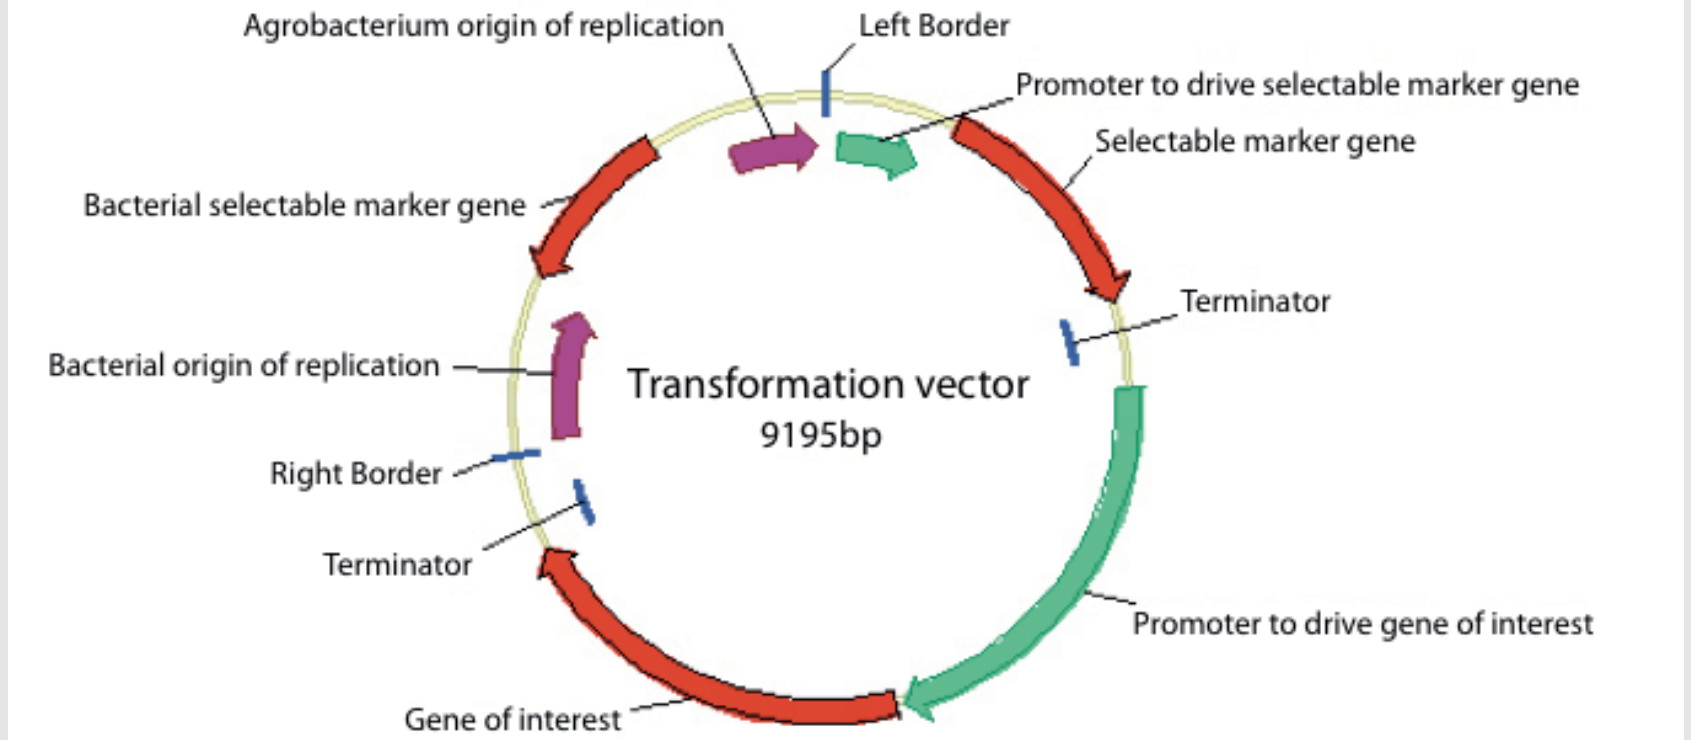 Agrobacterium origin of replication
Left Border
Promoter to drive selectable marker gene
Selectable marker gene
Bacterial selectable marker gene
Terminator
Bacterial origin of replication
Transformation vector
9195bp
Right Border
Terminator
Promoter to drive gene of interest
Gene of interest